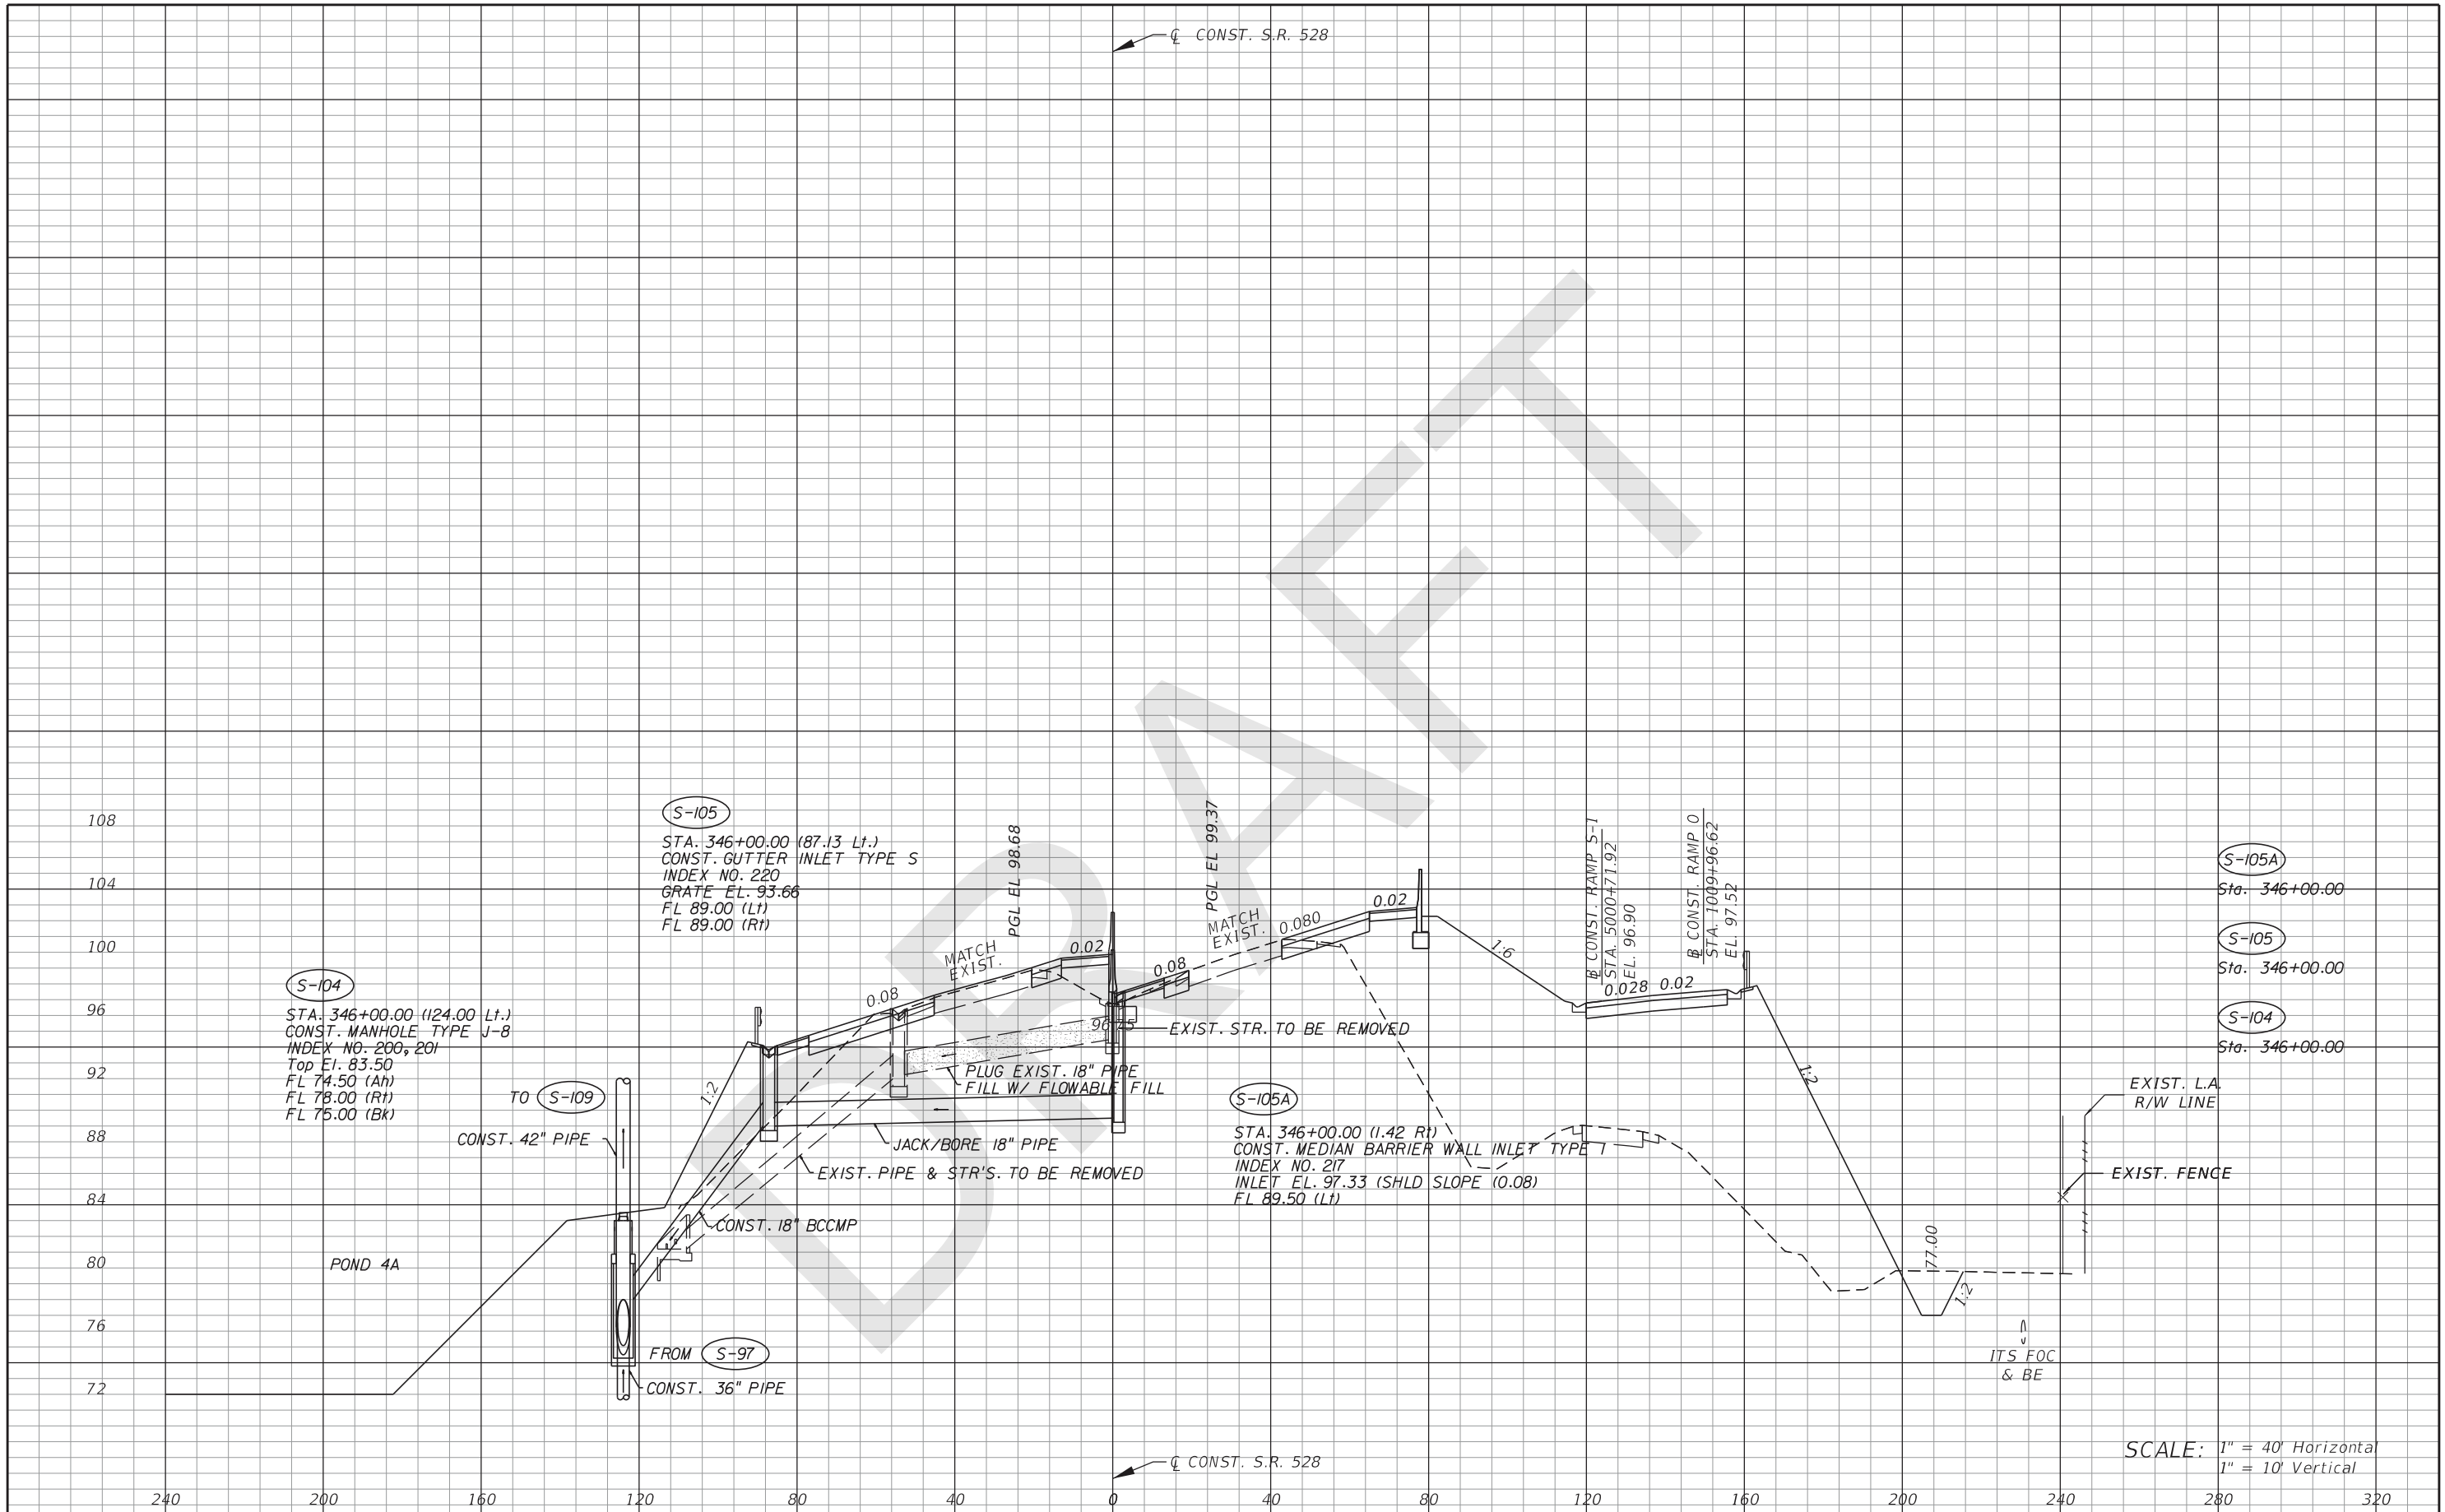 ℄ CONST. S.R. 528
DRAFT
108
104
100
96
92
88
84
80
76
72
S-105
STA. 346+00.00 (87.13 Lt.)
CONST. GUTTER INLET TYPE S
INDEX NO. 220
GRATE EL. 93.66
FL 89.00 (Lt)
FL 89.00 (Rt)
S-104
STA. 346+00.00 (124.00 Lt.)
CONST. MANHOLE TYPE J-8
INDEX NO. 200, 201
Top El. 83.50
FL 74.50 (Ah)
FL 78.00 (Rt)
FL 75.00 (Bk)
TO S-109
CONST. 42" PIPE
POND 4A
FROM S-97
CONST. 36" PIPE
1:2
0.08
MATCH
EXIST.
PGL EL 98.68
0.02
96.45
EXIST. STR. TO BE REMOVED
PLUG EXIST. 18" PIPE
FILL W/ FLOWABLE FILL
JACK/BORE 18" PIPE
EXIST. PIPE & STR'S. TO BE REMOVED
CONST. 18" BCCMP
0.08
PGL EL 99.37
MATCH
EXIST.
0.080
0.02
1:6
S-105A
STA. 346+00.00 (1.42 Rt)
CONST. MEDIAN BARRIER WALL INLET TYPE 1
INDEX NO. 217
INLET EL. 97.33 (SHLD SLOPE (0.08)
FL 89.50 (Lt)
B CONST. RAMP S-1
STA. 5000+71.92
EL. 96.90
B CONST. RAMP O
STA. 1009+96.62
EL. 97.52
0.028
0.02
1:2
77.00
1:2
ITS FOC
& BE
EXIST. L.A.
R/W LINE
EXIST. FENCE
S-105A
Sta. 346+00.00
S-105
Sta. 346+00.00
S-104
Sta. 346+00.00
℄ CONST. S.R. 528
SCALE: 1" = 40' Horizontal
1" = 10' Vertical
240 200 160 120 80 40 0 40 80 120 160 200 240 280 320